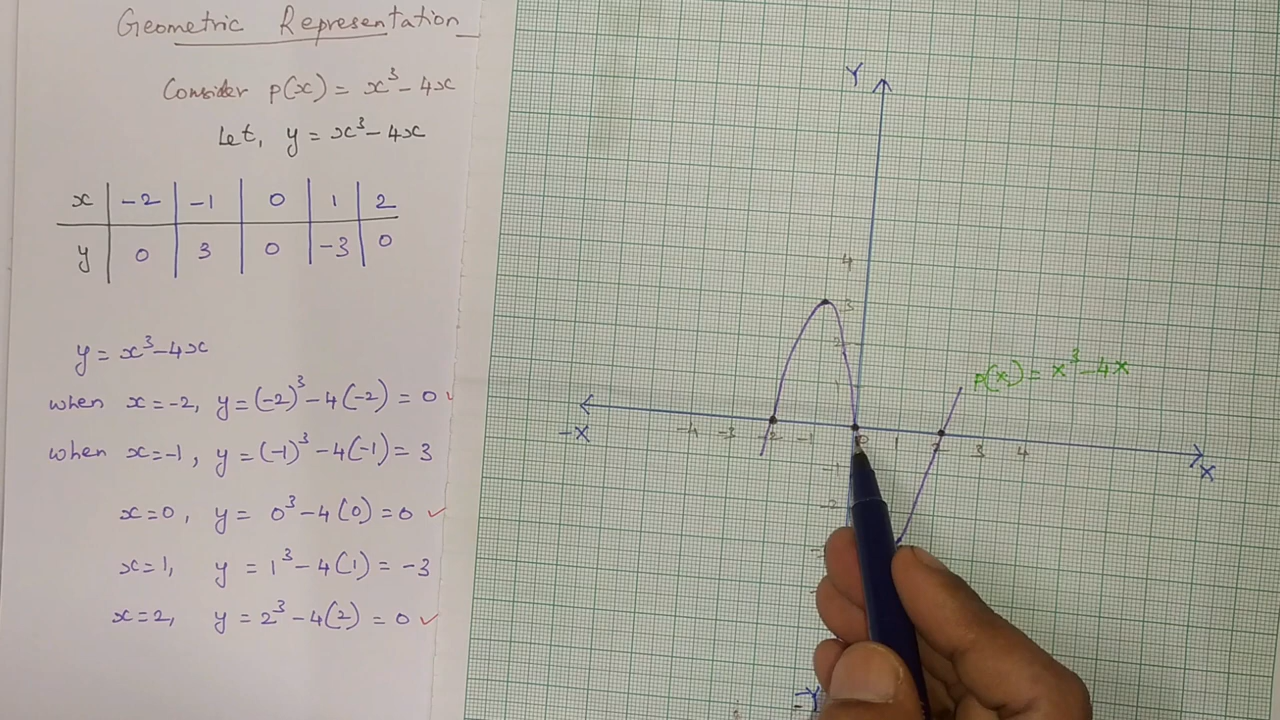 Geometric Representation
Consider p(x) = x³ - 4x
Let, y = x³ - 4x
x | -2 | -1 | 0 | 1 | 2
y | 0 | 3 | 0 | -3 | 0
y = x³ - 4x
when x = -2, y = (-2)³ - 4(-2) = 0 ✓
when x = -1, y = (-1)³ - 4(-1) = 3
x = 0, y = 0³ - 4(0) = 0 ✓
x = 1, y = 1³ - 4(1) = -3
x = 2, y = 2³ - 4(2) = 0 ✓
Y
4
3
2
1
p(x) = x³ - 4x
-X -4 -3 -2 -1 0 1 2 3 4 X
-1
-2
-Y